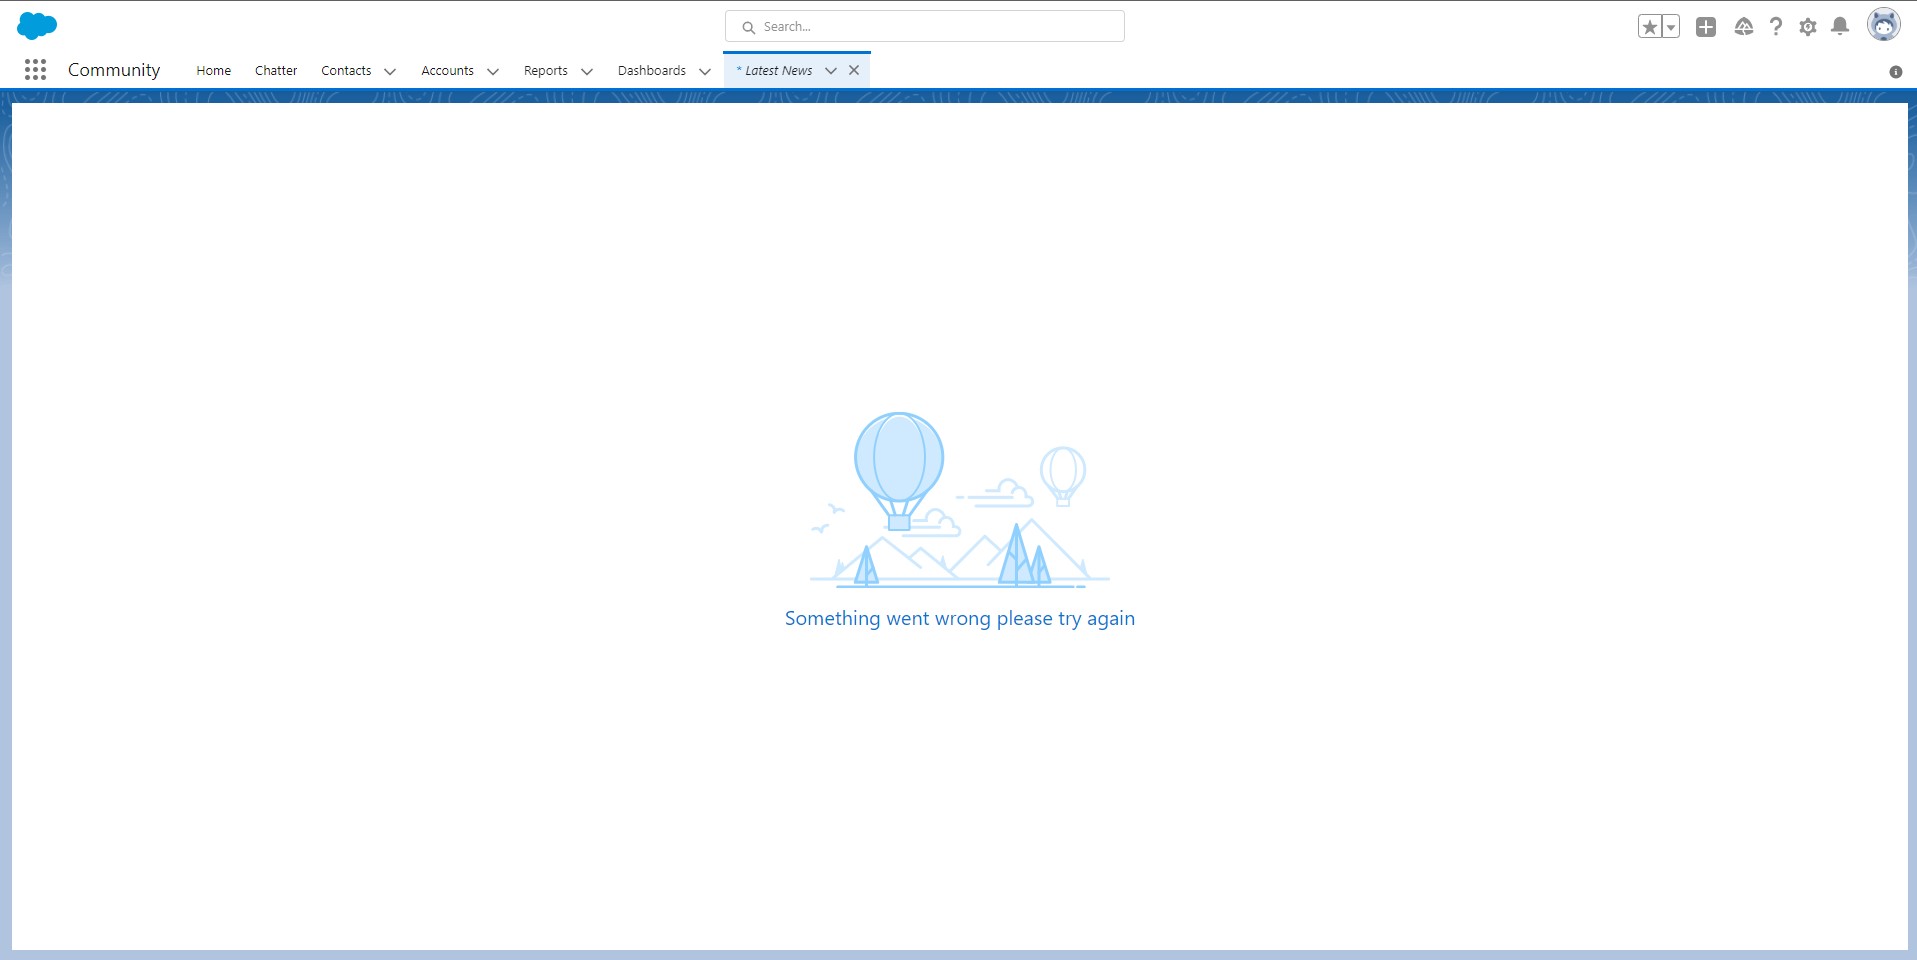 Search...
Community
Home
Chatter
Contacts
Accounts
Reports
Dashboards
* Latest News
Something went wrong please try again